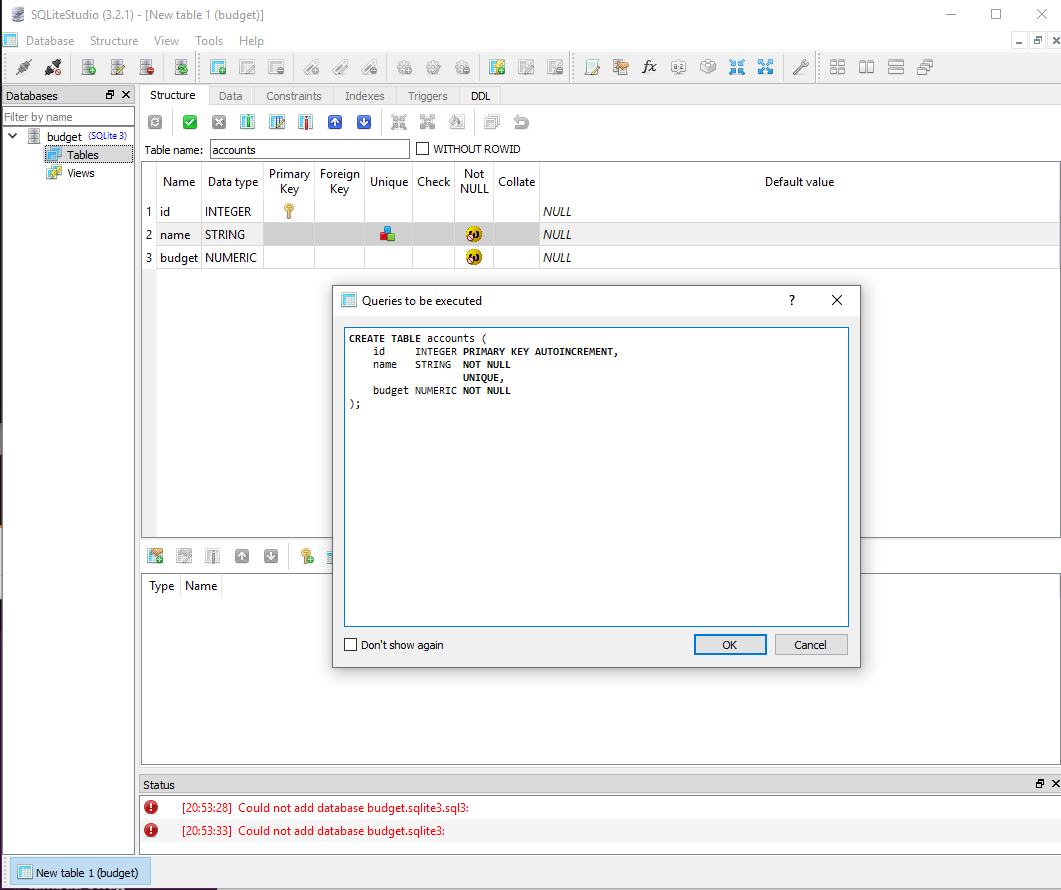 SQLiteStudio (3.2.1) - [New table 1 (budget)]
Database Structure View Tools Help
Databases
Filter by name
budget (SQLite 3)
Tables
Views
Structure Data Constraints Indexes Triggers DDL
Table name: accounts WITHOUT ROWID
Name Data type Primary Key Foreign Key Unique Check Not NULL Collate Default value
1 id INTEGER NULL
2 name STRING NULL
3 budget NUMERIC NULL
Queries to be executed ?
CREATE TABLE accounts (
    id     INTEGER PRIMARY KEY AUTOINCREMENT,
    name   STRING  NOT NULL
                   UNIQUE,
    budget NUMERIC NOT NULL
);
Don't show again OK Cancel
Type Name
Status
[20:53:28] Could not add database budget.sqlite3.sql3:
[20:53:33] Could not add database budget.sqlite3:
New table 1 (budget)